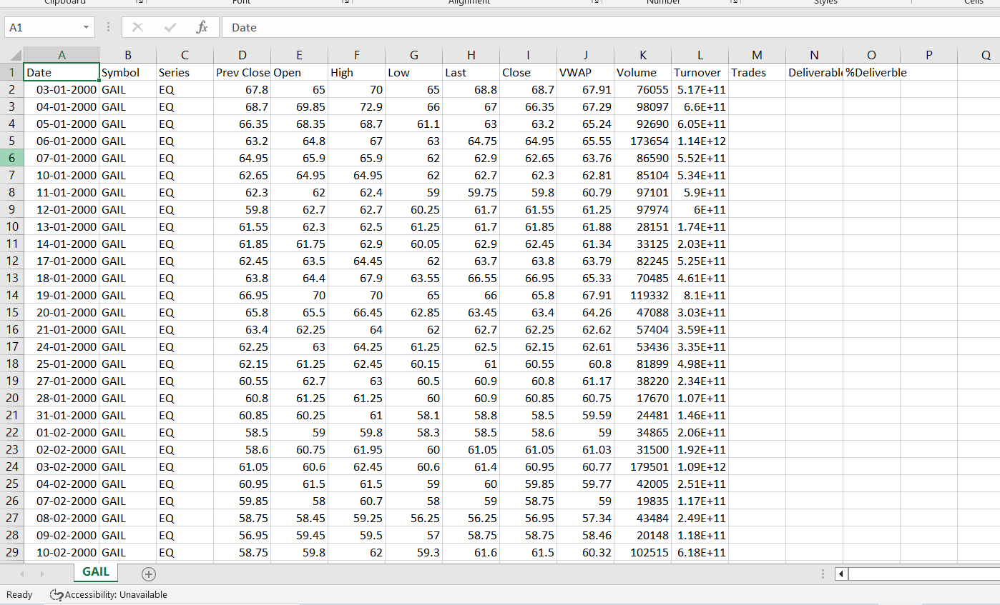 Clipboard Font Alignment Number Styles Cells
A1 fx Date
A B C D E F G H I J K L M N O P Q
1 Date Symbol Series Prev Close Open High Low Last Close VWAP Volume Turnover Trades Deliverable %Deliverble
2 03-01-2000 GAIL EQ 67.8 65 70 65 68.8 68.7 67.91 76055 5.17E+11
3 04-01-2000 GAIL EQ 68.7 69.85 72.9 66 67 66.35 67.29 98097 6.6E+11
4 05-01-2000 GAIL EQ 66.35 68.35 68.7 61.1 63 63.2 65.24 92690 6.05E+11
5 06-01-2000 GAIL EQ 63.2 64.8 67 63 64.75 64.95 65.55 173654 1.14E+12
6 07-01-2000 GAIL EQ 64.95 65.9 65.9 62 62.9 62.65 63.76 86590 5.52E+11
7 10-01-2000 GAIL EQ 62.65 64.95 64.95 62 62.7 62.3 62.81 85104 5.34E+11
8 11-01-2000 GAIL EQ 62.3 62 62.4 59 59.75 59.8 60.79 97101 5.9E+11
9 12-01-2000 GAIL EQ 59.8 62.7 62.7 60.25 61.7 61.55 61.25 97974 6E+11
10 13-01-2000 GAIL EQ 61.55 62.3 62.5 61.25 61.7 61.85 61.88 28151 1.74E+11
11 14-01-2000 GAIL EQ 61.85 61.75 62.9 60.05 62.9 62.45 61.34 33125 2.03E+11
12 17-01-2000 GAIL EQ 62.45 63.5 64.45 62 63.7 63.8 63.79 82245 5.25E+11
13 18-01-2000 GAIL EQ 63.8 64.4 67.9 63.55 66.55 66.95 65.33 70485 4.61E+11
14 19-01-2000 GAIL EQ 66.95 70 70 65 66 65.8 67.91 119332 8.1E+11
15 20-01-2000 GAIL EQ 65.8 65.5 66.45 62.85 63.45 63.4 64.26 47088 3.03E+11
16 21-01-2000 GAIL EQ 63.4 62.25 64 62 62.7 62.25 62.62 57404 3.59E+11
17 24-01-2000 GAIL EQ 62.25 63 64.25 61.25 62.5 62.15 62.61 53436 3.35E+11
18 25-01-2000 GAIL EQ 62.15 61.25 62.45 60.15 61 60.55 60.8 81899 4.98E+11
19 27-01-2000 GAIL EQ 60.55 62.7 63 60.5 60.9 60.8 61.17 38220 2.34E+11
20 28-01-2000 GAIL EQ 60.8 61.25 61.25 60 60.9 60.85 60.75 17670 1.07E+11
21 31-01-2000 GAIL EQ 60.85 60.25 61 58.1 58.8 58.5 59.59 24481 1.46E+11
22 01-02-2000 GAIL EQ 58.5 59 59.8 58.3 58.5 58.6 59 34865 2.06E+11
23 02-02-2000 GAIL EQ 58.6 60.75 61.95 60 61.05 61.05 61.03 31500 1.92E+11
24 03-02-2000 GAIL EQ 61.05 60.6 62.45 60.6 61.4 60.95 60.77 179501 1.09E+12
25 04-02-2000 GAIL EQ 60.95 61.5 61.5 59 60 59.85 59.77 42005 2.51E+11
26 07-02-2000 GAIL EQ 59.85 58 60.7 58 59 58.75 59 19835 1.17E+11
27 08-02-2000 GAIL EQ 58.75 58.45 59.25 56.25 56.25 56.95 57.34 43484 2.49E+11
28 09-02-2000 GAIL EQ 56.95 59.45 59.5 57 58.75 58.75 58.46 20148 1.18E+11
29 10-02-2000 GAIL EQ 58.75 59.8 62 59.3 61.6 61.5 60.32 102515 6.18E+11
GAIL
Ready Accessibility: Unavailable